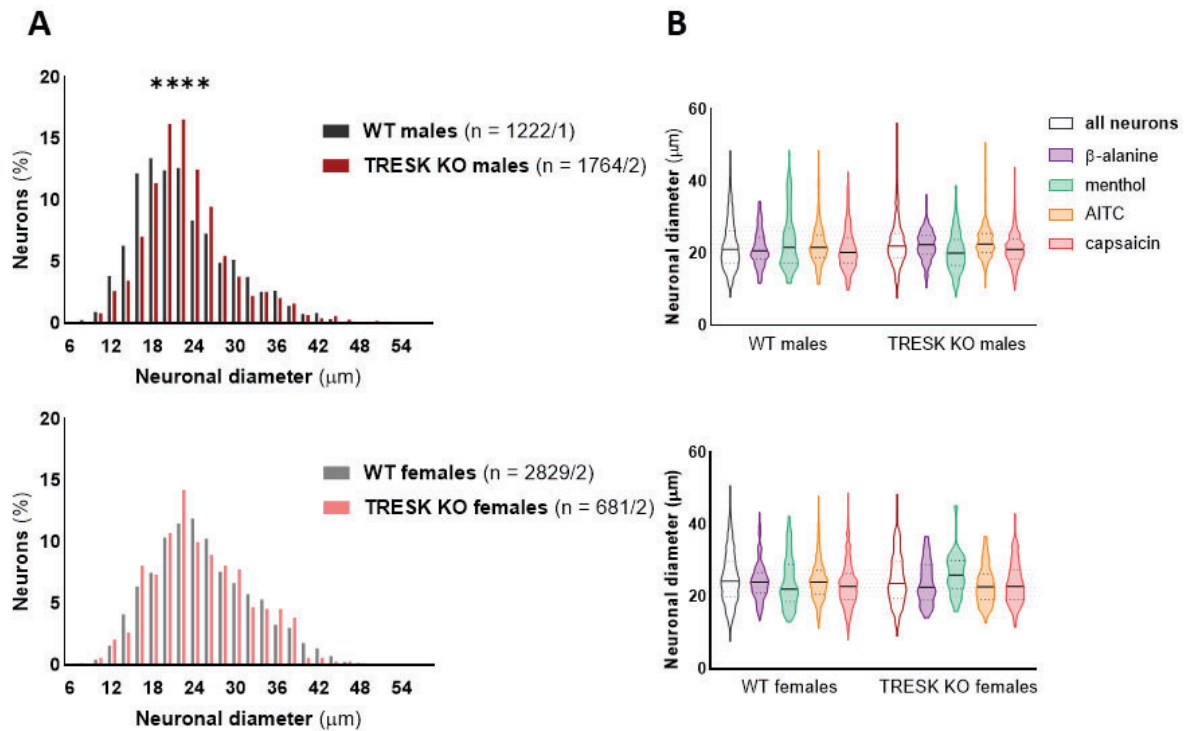 A
20
15
10
5
0
Neurons (%)
****
WT males (n = 1222/1)
TRESK KO males (n = 1764/2)
6 12 18 24 30 36 42 48 54
Neuronal diameter (μm)
20
15
10
5
0
Neurons (%)
WT females (n = 2829/2)
TRESK KO females (n = 681/2)
6 12 18 24 30 36 42 48 54
Neuronal diameter (μm)
B
60
40
20
0
Neuronal diameter (μm)
WT males TRESK KO males
all neurons
β-alanine
menthol
AITC
capsaicin
60
40
20
0
Neuronal diameter (μm)
WT females TRESK KO females